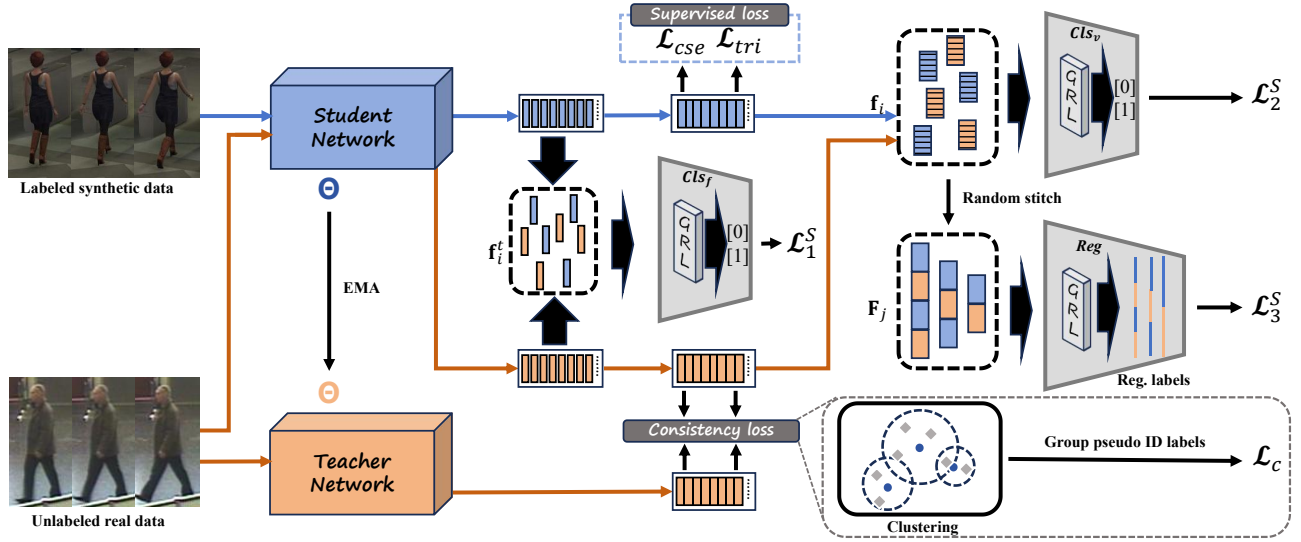 Supervised loss
ℒ_cse ℒ_tri
Cls_v
G R L
[0]
[1]
ℒ_2^S
f_i
Student
Network
Labeled synthetic data
Random stitch
Cls_f
G R L
[0]
[1]
ℒ_1^S
f_i^t
Θ
EMA
Θ
F_j
Reg
G R L
Reg. labels
ℒ_3^S
Consistency loss
Teacher
Network
Unlabeled real data
Group pseudo ID labels
ℒ_c
Clustering